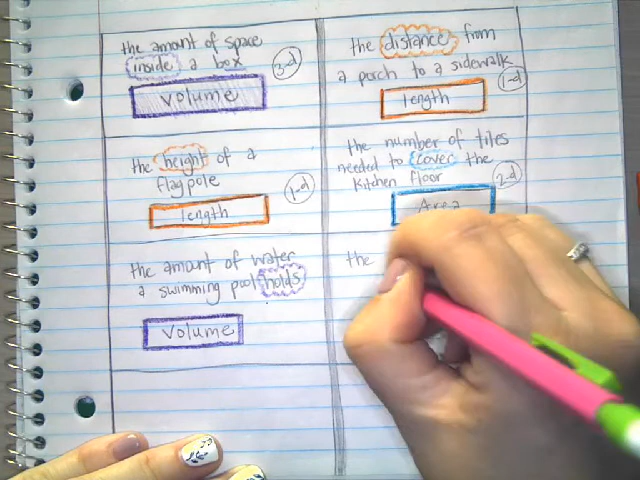 the amount of space
inside a box
3-d
volume
the distance from
a porch to a sidewalk
1-d
length
the height of a
flagpole
1-d
length
the number of tiles
needed to cover the
kitchen floor
2-d
Area
the amount of water
a swimming pool holds
volume
the